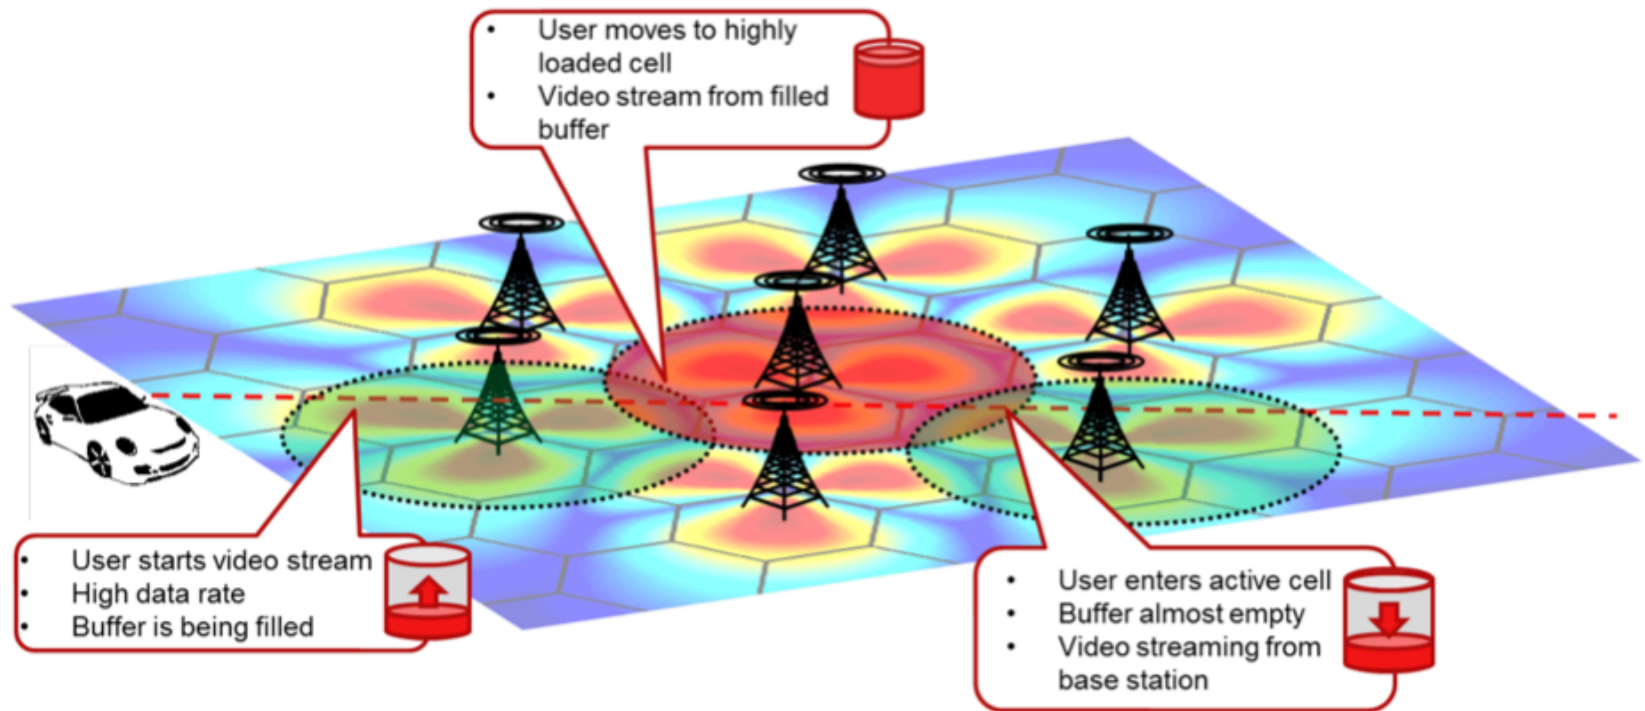 • User moves to highly
loaded cell
• Video stream from filled
buffer
• User starts video stream
• High data rate
• Buffer is being filled
• User enters active cell
• Buffer almost empty
• Video streaming from
base station